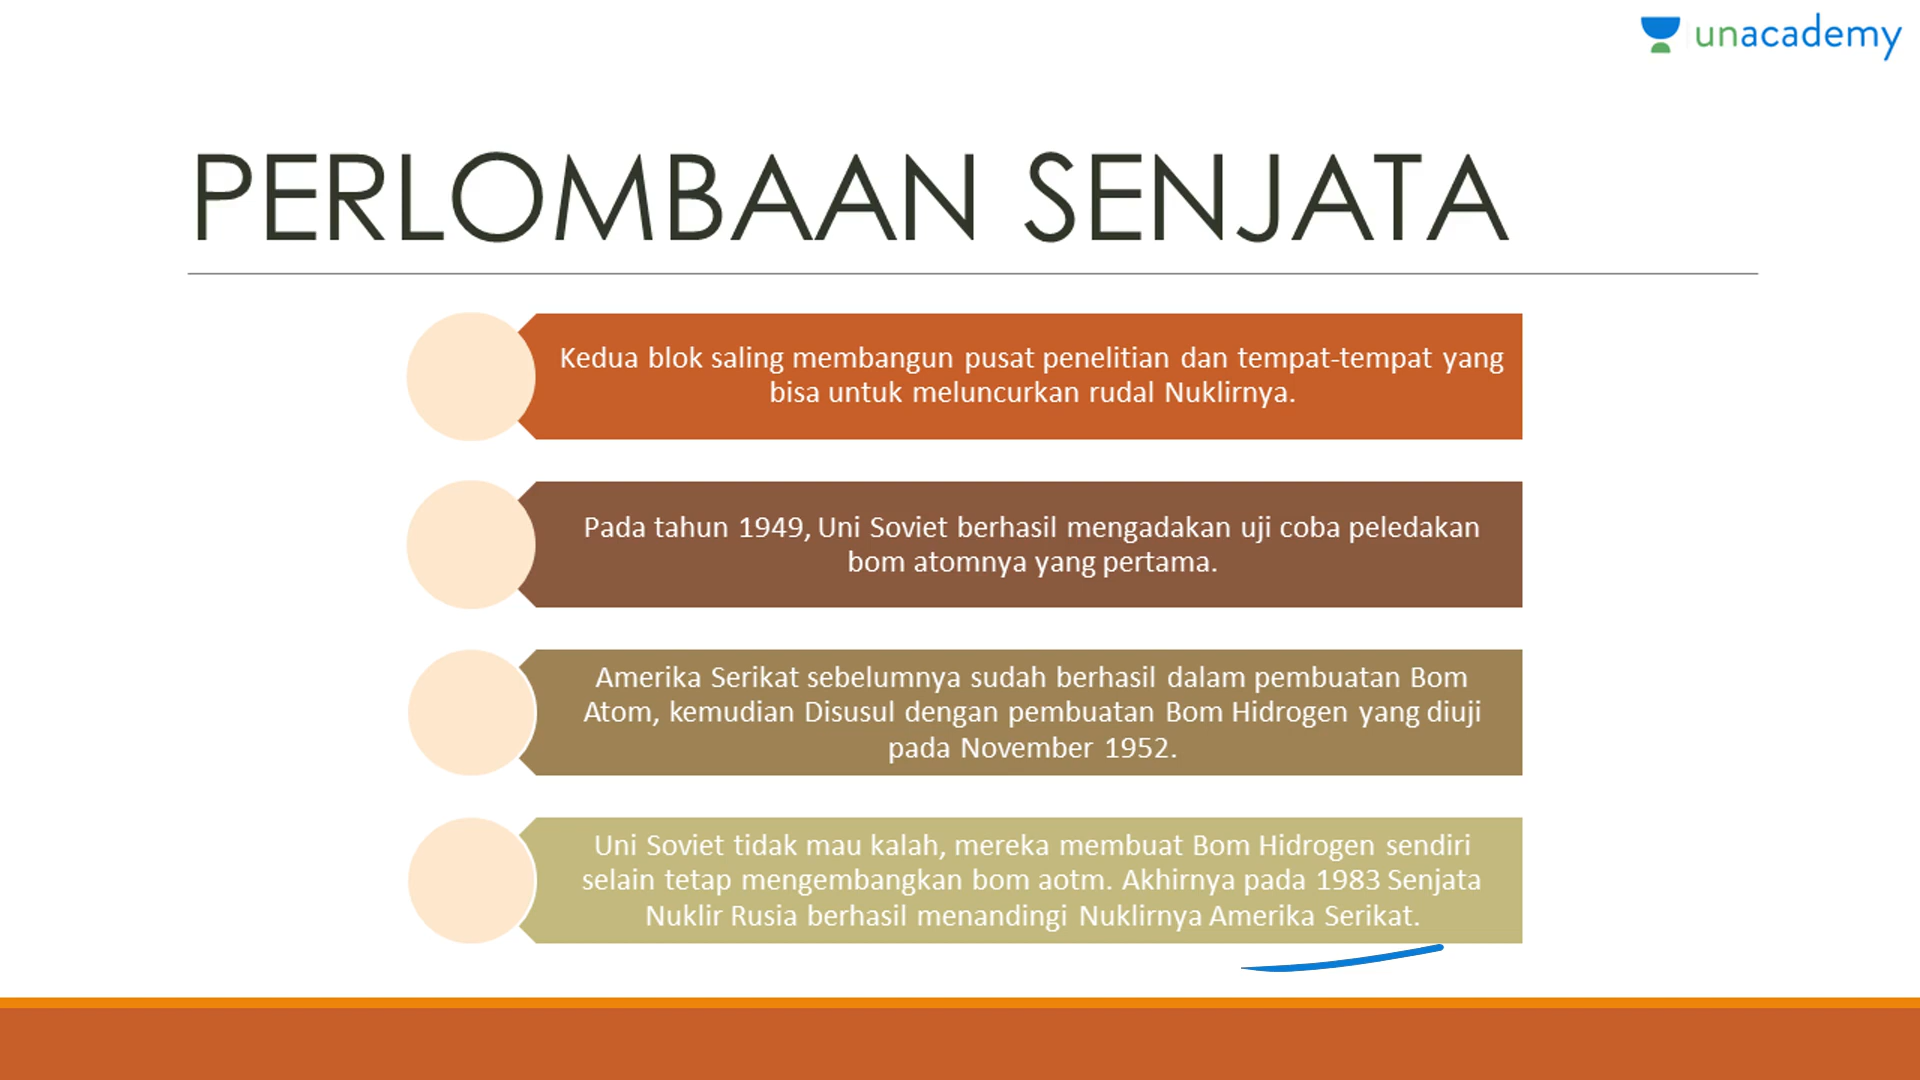 unacademy
PERLOMBAAN SENJATA
Kedua blok saling membangun pusat penelitian dan tempat-tempat yang
bisa untuk meluncurkan rudal Nuklirnya.
Pada tahun 1949, Uni Soviet berhasil mengadakan uji coba peledakan
bom atomnya yang pertama.
Amerika Serikat sebelumnya sudah berhasil dalam pembuatan Bom
Atom, kemudian Disusul dengan pembuatan Bom Hidrogen yang diuji
pada November 1952.
Uni Soviet tidak mau kalah, mereka membuat Bom Hidrogen sendiri
selain tetap mengembangkan bom aotm. Akhirnya pada 1983 Senjata
Nuklir Rusia berhasil menandingi Nuklirnya Amerika Serikat.